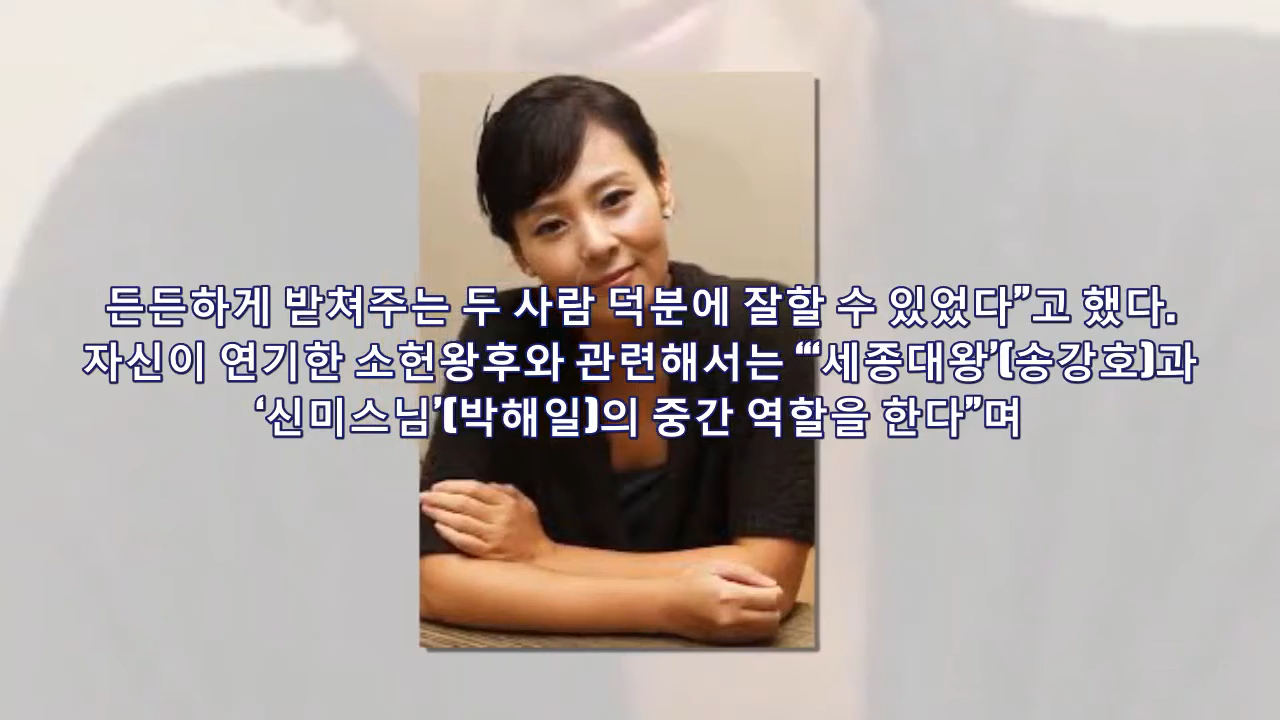 든든하게 받쳐주는 두 사람 덕분에 잘할 수 있었다”고 했다.
자신이 연기한 소헌왕후와 관련해서는 “‘세종대왕’(송강호)과
‘신미스님’(박해일)의 중간 역할을 한다”며